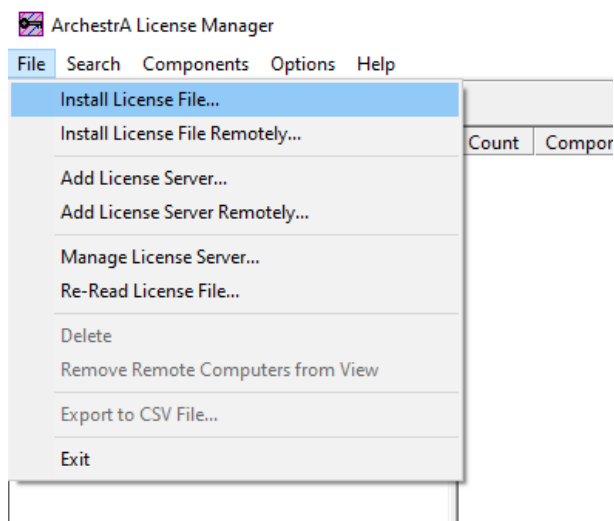 ArchestrA License Manager
File Search Components Options Help
Install License File...
Install License File Remotely...
Count
Add License Server...
Add License Server Remotely...
Manage License Server...
Re-Read License File...
Delete
Remove Remote Computers from View
Export to CSV File...
Exit